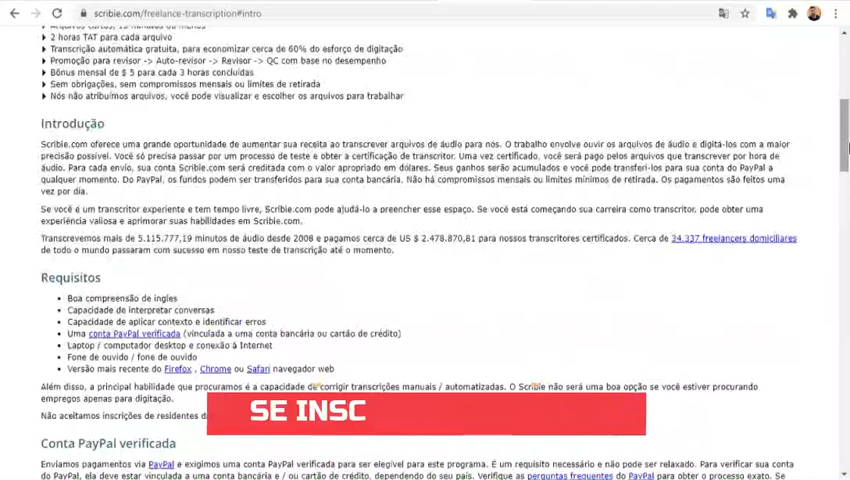 scribie.com/freelance-transcription#intro
2 horas TAT para cada arquivo
Transcrição automática gratuita, para economizar cerca de 60% do esforço de digitação
Promoção para revisor -> Auto-revisor -> Revisor -> QC com base no desempenho
Bônus mensal de $ 5 para cada 3 horas concluídas
Sem obrigações, sem compromissos mensais ou limites de retirada
Nós não atribuímos arquivos, você pode visualizar e escolher os arquivos para trabalhar
Introdução
Scribie.com oferece uma grande oportunidade de aumentar sua receita ao transcrever arquivos de áudio para nós. O trabalho envolve ouvir os arquivos de áudio e digitá-los com a maior
precisão possível. Você só precisa passar por um processo de teste e obter a certificação de transcritor. Uma vez certificado, você será pago pelos arquivos que transcrever por hora de
áudio. Para cada envio, sua conta Scribie.com será creditada com o valor apropriado em dólares. Seus ganhos serão acumulados e você pode transferi-los para sua conta do PayPal a
qualquer momento. Do PayPal, os fundos podem ser transferidos para sua conta bancária. Não há compromissos mensais ou limites mínimos de retirada. Os pagamentos são feitos uma
vez por dia.
Se você é um transcritor experiente e tem tempo livre, Scribie.com pode ajudá-lo a preencher esse espaço. Se você está começando sua carreira como transcritor, pode obter uma
experiência valiosa e aprimorar suas habilidades em Scribie.com.
Transcrevemos mais de 5.115.777,19 minutos de áudio desde 2008 e pagamos cerca de US $ 2.478.870,81 para nossos transcritores certificados. Cerca de 34.337 freelancers domiciliares
de todo o mundo passaram com sucesso em nosso teste de transcrição até o momento.
Requisitos
Boa compreensão de ingles
Capacidade de interpretar conversas
Capacidade de aplicar contexto e identificar erros
Uma conta PayPal verificada (vinculada a uma conta bancária ou cartão de crédito)
Laptop / computador desktop e conexão à Internet
Fone de ouvido / fone de ouvido
Versão mais recente do Firefox , Chrome ou Safari navegador web
Além disso, a principal habilidade que procuramos é a capacidade de corrigir transcrições manuais / automatizadas. O Scribie não será uma boa opção se você estiver procurando
empregos apenas para digitação.
Não aceitamos inscrições de residentes
SE INSC
Conta PayPal verificada
Enviamos pagamentos via PayPal e exigimos uma conta PayPal verificada para ser elegível para este programa. É um requisito necessário e não pode ser relaxado. Para verificar sua conta
do PayPal, ela deve estar vinculada a uma conta bancária e / ou cartão de crédito, dependendo do seu país. Verifique as perguntas frequentes do PayPal para obter o processo exato. Se